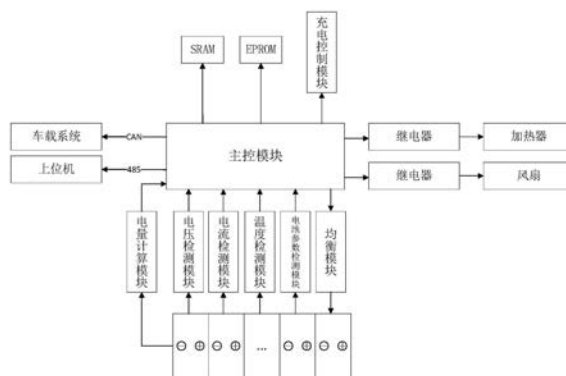 SRAM
EPROM
充电控制模块
车载系统
CAN
主控模块
继电器
加热器
上位机
485
继电器
风扇
电量计算模块
电压检测模块
电流检测模块
温度检测模块
电池参数检测模块
均衡模块
⊖ ⊕ ⊖ ⊕ ... ⊖ ⊕ ⊖ ⊕